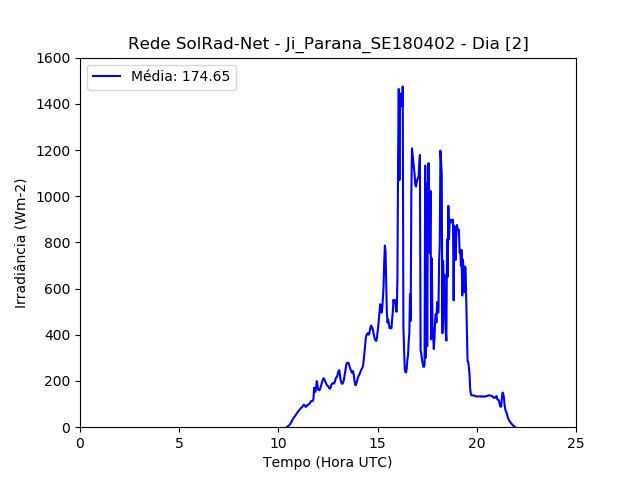 Rede SolRad-Net - Ji_Parana_SE180402 - Dia [2]
Média: 174.65
1600
1400
1200
1000
800
600
400
200
0
Irradiância (Wm-2)
0 5 10 15 20 25
Tempo (Hora UTC)